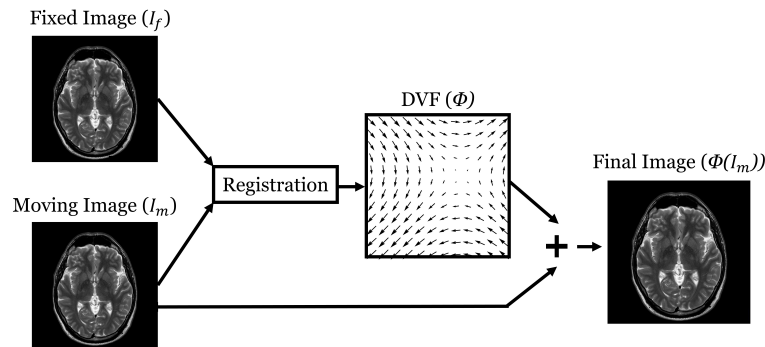 Fixed Image (I_f)
DVF (Φ)
Registration
Final Image (Φ(I_m))
Moving Image (I_m)
+